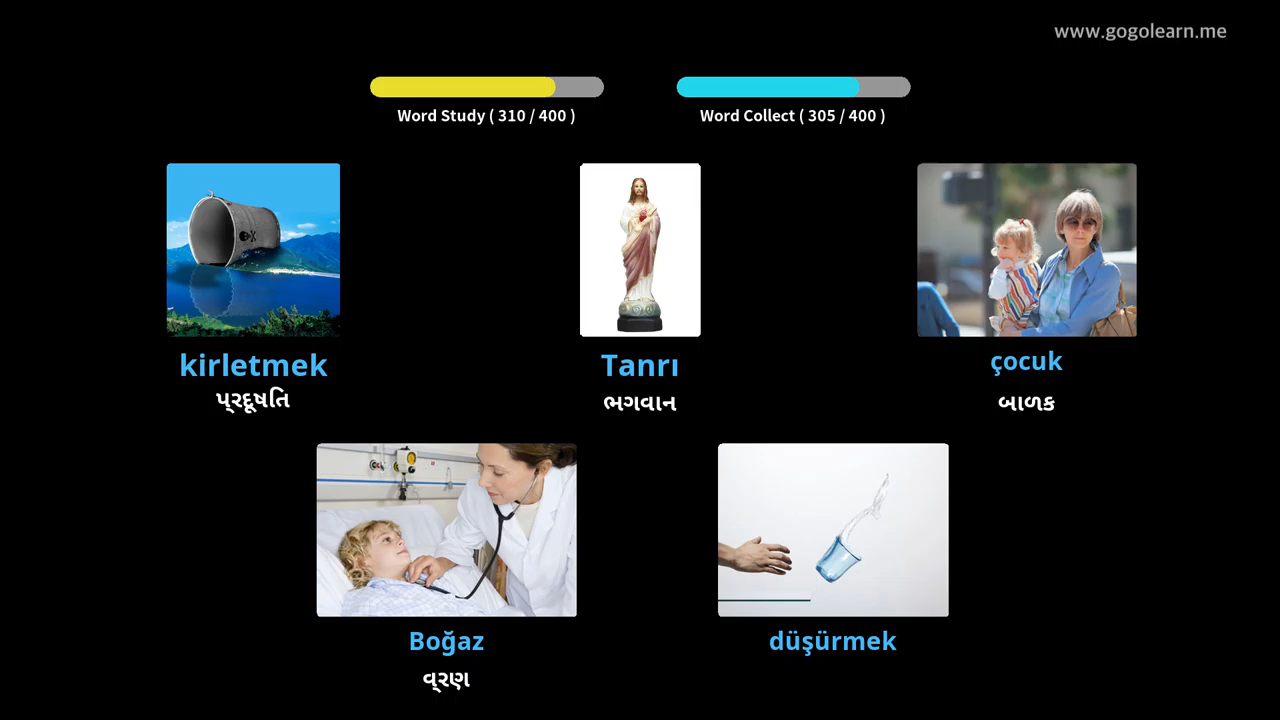 www.gogolearn.me
Word Study ( 310 / 400 )
Word Collect ( 305 / 400 )
kirletmek
પ્રદૂષતિ
Tanrı
ભગવાન
çocuk
બાળક
Boğaz
વ્રણ
düşürmek